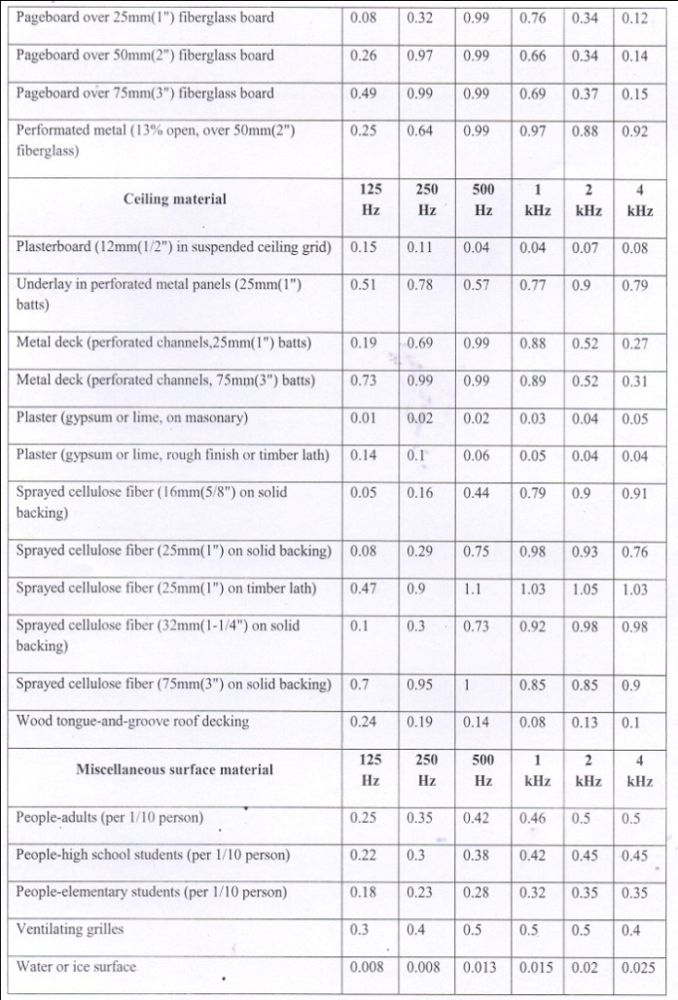 Pageboard over 25mm(1") fiberglass board 0.08 0.32 0.99 0.76 0.34 0.12
Pageboard over 50mm(2") fiberglass board 0.26 0.97 0.99 0.66 0.34 0.14
Pageboard over 75mm(3") fiberglass board 0.49 0.99 0.99 0.69 0.37 0.15
Performated metal (13% open, over 50mm(2") 0.25 0.64 0.99 0.97 0.88 0.92
fiberglass)
Ceiling material 125 250 500 1 2 4
Hz Hz Hz kHz kHz kHz
Plasterboard (12mm(1/2") in suspended ceiling grid) 0.15 0.11 0.04 0.04 0.07 0.08
Underlay in perforated metal panels (25mm(1") 0.51 0.78 0.57 0.77 0.9 0.79
batts)
Metal deck (perforated channels,25mm(1") batts) 0.19 0.69 0.99 0.88 0.52 0.27
Metal deck (perforated channels, 75mm(3") batts) 0.73 0.99 0.99 0.89 0.52 0.31
Plaster (gypsum or lime, on masonary) 0.01 0.02 0.02 0.03 0.04 0.05
Plaster (gypsum or lime, rough finish or timber lath) 0.14 0.1 0.06 0.05 0.04 0.04
Sprayed cellulose fiber (16mm(5/8") on solid 0.05 0.16 0.44 0.79 0.9 0.91
backing)
Sprayed cellulose fiber (25mm(1") on solid backing) 0.08 0.29 0.75 0.98 0.93 0.76
Sprayed cellulose fiber (25mm(1") on timber lath) 0.47 0.9 1.1 1.03 1.05 1.03
Sprayed cellulose fiber (32mm(1-1/4") on solid 0.1 0.3 0.73 0.92 0.98 0.98
backing)
Sprayed cellulose fiber (75mm(3") on solid backing) 0.7 0.95 1 0.85 0.85 0.9
Wood tongue-and-groove roof decking 0.24 0.19 0.14 0.08 0.13 0.1
Miscellaneous surface material 125 250 500 1 2 4
Hz Hz Hz kHz kHz kHz
People-adults (per 1/10 person) 0.25 0.35 0.42 0.46 0.5 0.5
People-high school students (per 1/10 person) 0.22 0.3 0.38 0.42 0.45 0.45
People-elementary students (per 1/10 person) 0.18 0.23 0.28 0.32 0.35 0.35
Ventilating grilles 0.3 0.4 0.5 0.5 0.5 0.4
Water or ice surface 0.008 0.008 0.013 0.015 0.02 0.025